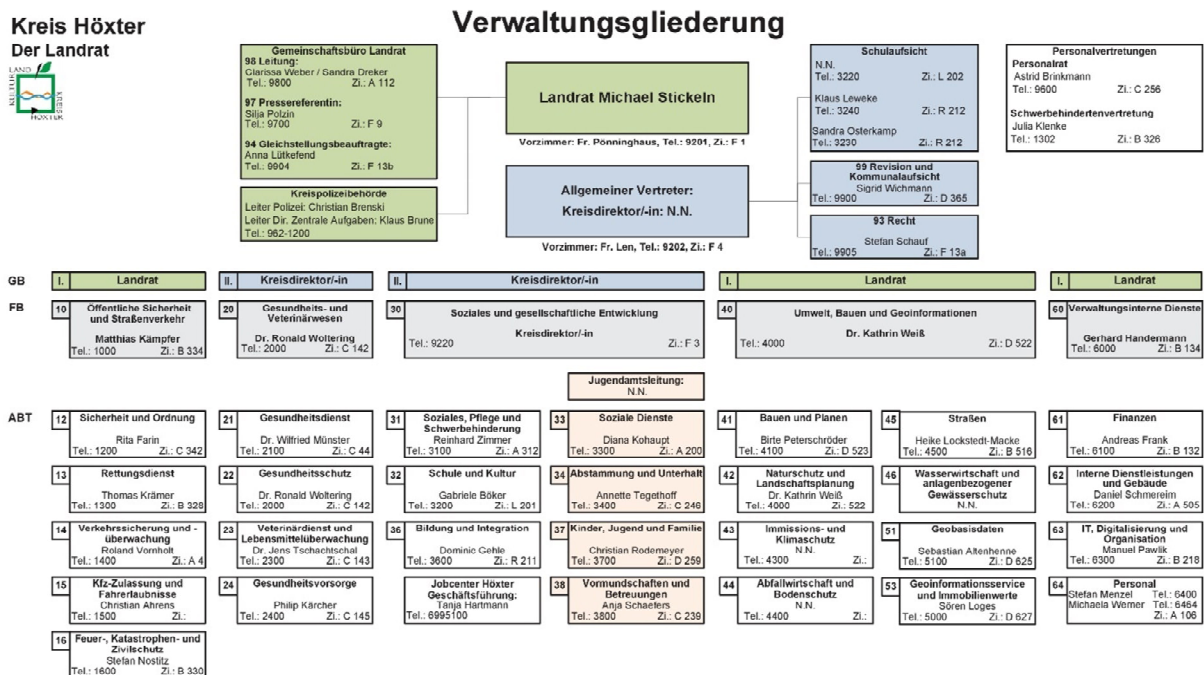 Kreis Höxter
Der Landrat
KULTUR LAND KREIS HÖXTER
Verwaltungsgliederung
Gemeinschaftsbüro Landrat
98 Leitung:
Clarissa Weber / Sandra Dreker
Tel.: 9800 Zi.: A 112
97 Pressereferentin:
Silja Polzin
Tel.: 9700 Zi.: F 9
94 Gleichstellungsbeauftragte:
Anna Lütkefend
Tel.: 9904 Zi.: F 13b
Kreispolizeibehörde
Leiter Polizei: Christian Brenski
Leiter Dir. Zentrale Aufgaben: Klaus Brune
Tel.: 962-1200
Landrat Michael Stickeln
Vorzimmer: Fr. Pönninghaus, Tel.: 9201, Zi.: F 1
Allgemeiner Vertreter:
Kreisdirektor/-in: N.N.
Vorzimmer: Fr. Len, Tel.: 9202, Zi.: F 4
Schulaufsicht
N.N.
Tel.: 3220 Zi.: L 202
Klaus Leweke
Tel.: 3240 Zi.: R 212
Sandra Osterkamp
Tel.: 3230 Zi.: R 212
99 Revision und
Kommunalaufsicht
Sigrid Wichmann
Tel.: 9900 Zi.: D 365
93 Recht
Stefan Schauf
Tel.: 9905 Zi.: F 13a
Personalvertretungen
Personalrat
Astrid Brinkmann
Tel.: 9600 Zi.: C 256
Schwerbehindertenvertretung
Julia Klenke
Tel.: 1302 Zi.: B 326
GB
I. Landrat
II. Kreisdirektor/-in
II. Kreisdirektor/-in
I. Landrat
I. Landrat
FB
10 Öffentliche Sicherheit
und Straßenverkehr
Matthias Kämpfer
Tel.: 1000 Zi.: B 334
20 Gesundheits- und
Veterinärwesen
Dr. Ronald Woltering
Tel.: 2000 Zi.: C 142
30 Soziales und gesellschaftliche Entwicklung
Kreisdirektor/-in
Tel.: 9220 Zi.: F 3
40 Umwelt, Bauen und Geoinformationen
Dr. Kathrin Weiß
Tel.: 4000 Zi.: D 522
60 Verwaltungsinterne Dienste
Gerhard Handermann
Tel.: 6000 Zi.: B 134
Jugendamtsleitung:
N.N.
ABT
12 Sicherheit und Ordnung
Rita Farin
Tel.: 1200 Zi.: C 342
21 Gesundheitsdienst
Dr. Wilfried Münster
Tel.: 2100 Zi.: C 44
31 Soziales, Pflege und
Schwerbehinderung
Reinhard Zimmer
Tel.: 3100 Zi.: A 312
33 Soziale Dienste
Diana Kohaupt
Tel.: 3300 Zi.: A 200
41 Bauen und Planen
Birte Peterschröder
Tel.: 4100 Zi.: D 523
45 Straßen
Heike Lockstedt-Macke
Tel.: 4500 Zi.: B 516
61 Finanzen
Andreas Frank
Tel.: 6100 Zi.: B 132
13 Rettungsdienst
Thomas Krämer
Tel.: 1300 Zi.: B 328
22 Gesundheitsschutz
Dr. Ronald Woltering
Tel.: 2000 Zi.: C 142
32 Schule und Kultur
Gabriele Böker
Tel.: 3200 Zi.: L 201
34 Abstammung und Unterhalt
Annette Tegethoff
Tel.: 3400 Zi.: C 246
42 Naturschutz und
Landschaftsplanung
Dr. Kathrin Weiß
Tel.: 4000 Zi.: 522
46 Wasserwirtschaft und
anlagenbezogener
Gewässerschutz
N.N.
62 Interne Dienstleistungen
und Gebäude
Daniel Schmereim
Tel.: 6200 Zi.: A 505
14 Verkehrssicherung und -
überwachung
Roland Vornholt
Tel.: 1400 Zi.: A 4
23 Veterinärdienst und
Lebensmittelüberwachung
Dr. Jens Tschachtschal
Tel.: 2300 Zi.: C 143
36 Bildung und Integration
Dominic Gehle
Tel.: 3600 Zi.: R 211
37 Kinder, Jugend und Familie
Christian Rodemeyer
Tel.: 3700 Zi.: D 259
43 Immissions- und
Klimaschutz
N.N.
Tel.: 4300 Zi.:
51 Geobasisdaten
Sebastian Altenhenne
Tel.: 5100 Zi.: D 625
63 IT, Digitalisierung und
Organisation
Manuel Pawlik
Tel.: 6300 Zi.: B 218
15 Kfz-Zulassung und
Fahrerlaubnisse
Christian Ahrens
Tel.: 1500 Zi.:
24 Gesundheitsvorsorge
Philip Kärcher
Tel.: 2400 Zi.: C 145
Jobcenter Höxter
Geschäftsführung:
Tanja Hartmann
Tel.: 6995100
38 Vormundschaften und
Betreuungen
Anja Schaefers
Tel.: 3800 Zi.: C 239
44 Abfallwirtschaft und
Bodenschutz
N.N.
Tel.: 4400 Zi.:
53 Geoinformationsservice
und Immobilienwerte
Sören Loges
Tel.: 5000 Zi.: D 627
64 Personal
Stefan Menzel Tel.: 6400
Michaela Werner Tel.: 6464
Zi.: A 106
16 Feuer-, Katastrophen- und
Zivilschutz
Stefan Nostitz
Tel.: 1600 Zi.: B 330